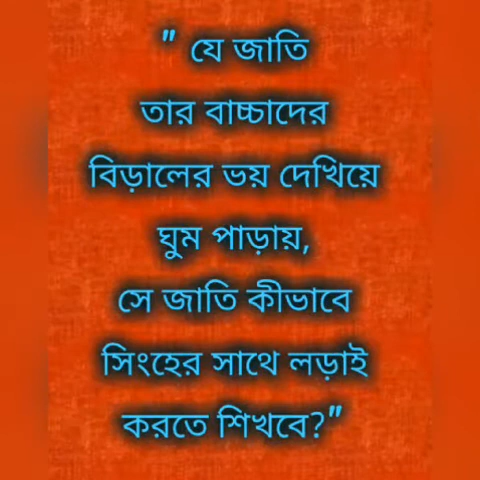 " যে জাতি
তার বাচ্চাদের
বিড়ালের ভয় দেখিয়ে
ঘুম পাড়ায়,
সে জাতি কীভাবে
সিংহের সাথে লড়াই
করতে শিখবে?"